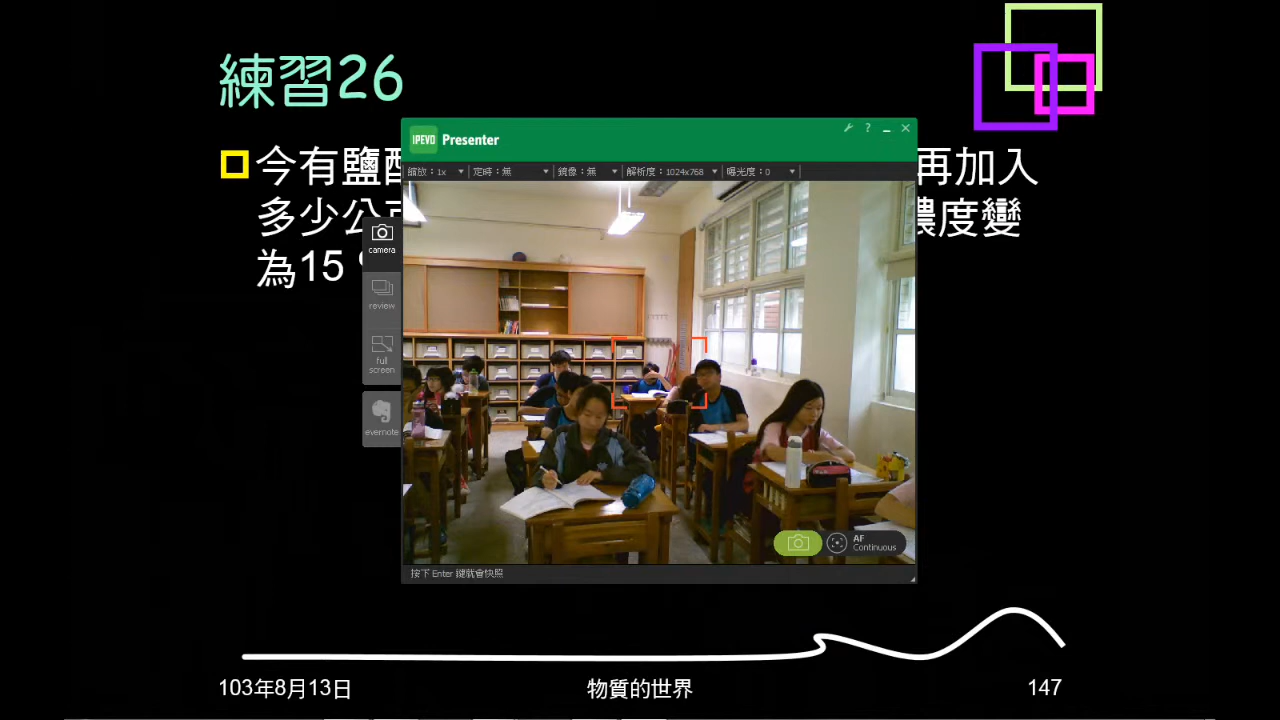 練習26
IPEVO Presenter
?
今有鹽 再加入
縮放：1x 定時：無 鏡像：無 解析度：1024x768 曝光度：0
多少公 濃度變
camera
為15
review
full
screen
evernote
AF
Continuous
按下 Enter 鍵就會快照
103年8月13日 物質的世界 147